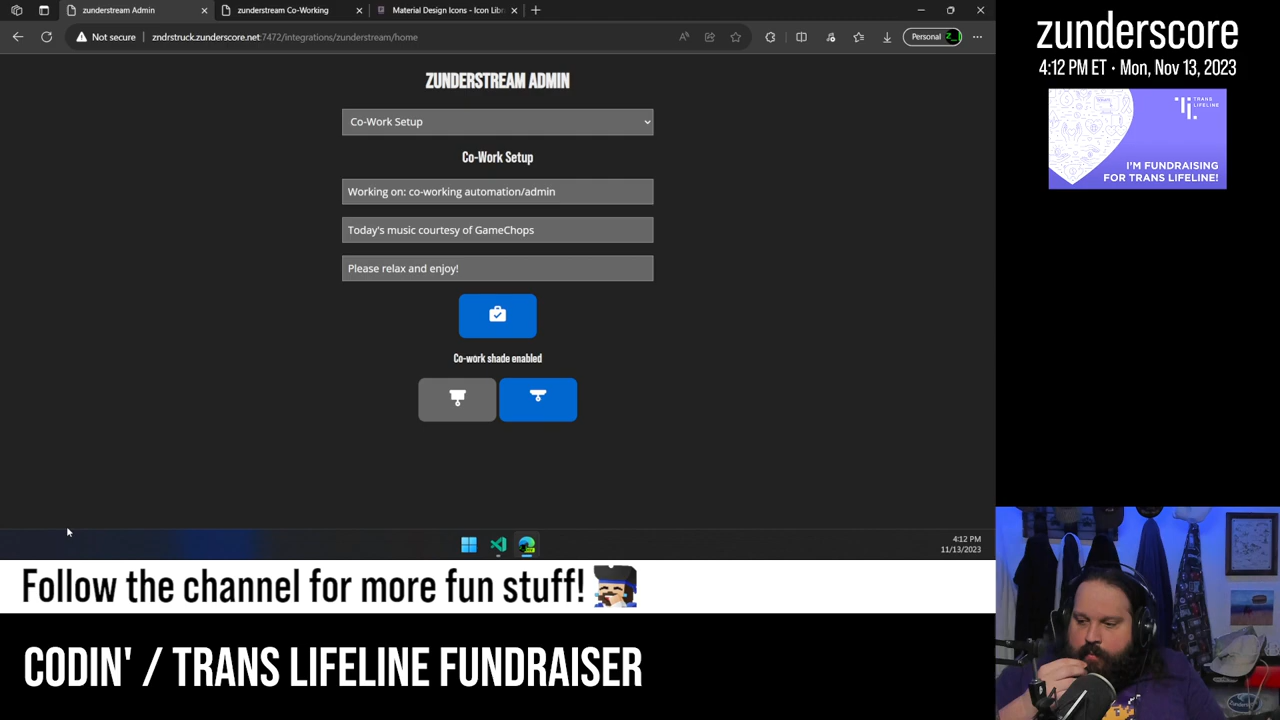 zunderstream Admin
zunderstream Co-Working
Material Design Icons - Icon Libr
Not secure
zndrstruck.zunderscore.net:7472/integrations/zunderstream/home
Personal
ZUNDERSTREAM ADMIN
Co-Work Setup
Co-Work Setup
Working on: co-working automation/admin
Today's music courtesy of GameChops
Please relax and enjoy!
Co-work shade enabled
4:12 PM
11/13/2023
zunderscore
4:12 PM ET · Mon, Nov 13, 2023
TRANS
LIFELINE
I'M FUNDRAISING
FOR TRANS LIFELINE!
Follow the channel for more fun stuff!
CODIN' / TRANS LIFELINE FUNDRAISER